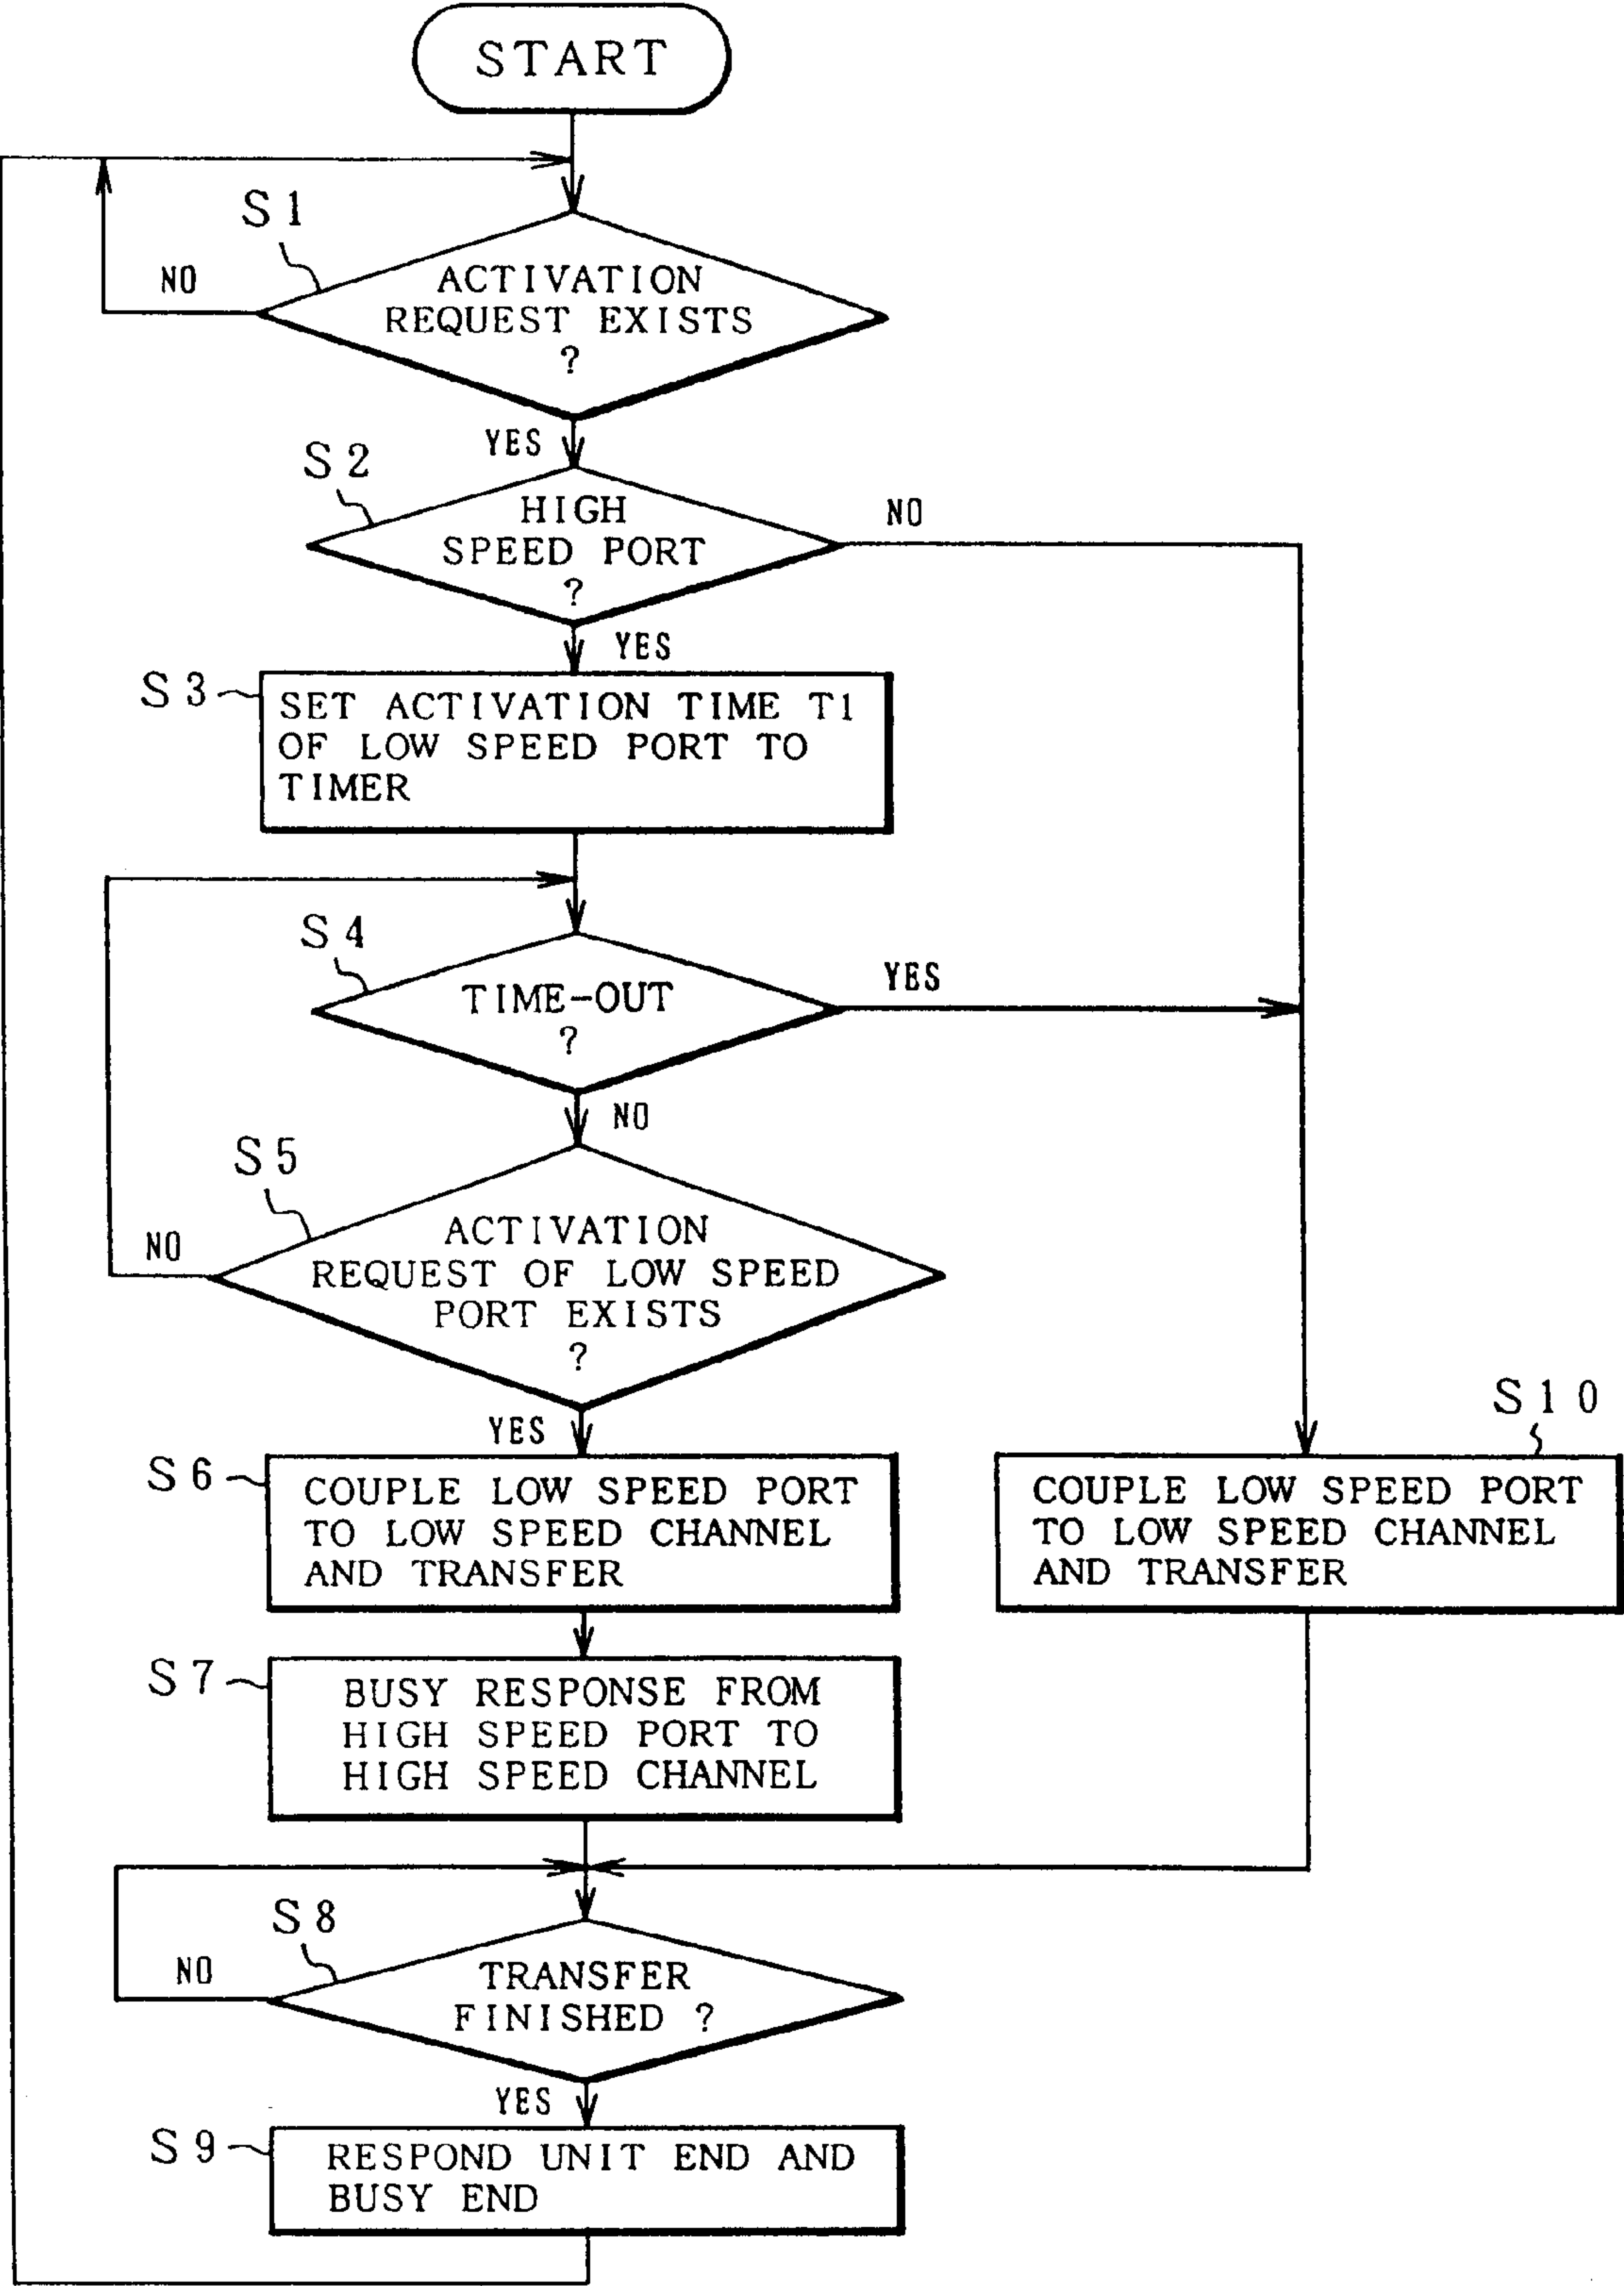 START
S1
NO
ACTIVATION
REQUEST EXISTS
?
YES
S2
HIGH
SPEED PORT
?
NO
YES
S3
SET ACTIVATION TIME T1
OF LOW SPEED PORT TO
TIMER
S4
TIME-OUT
?
YES
NO
S5
ACTIVATION
REQUEST OF LOW SPEED
PORT EXISTS
?
NO
YES
S6
COUPLE LOW SPEED PORT
TO LOW SPEED CHANNEL
AND TRANSFER
S10
COUPLE LOW SPEED PORT
TO LOW SPEED CHANNEL
AND TRANSFER
S7
BUSY RESPONSE FROM
HIGH SPEED PORT TO
HIGH SPEED CHANNEL
S8
NO
TRANSFER
FINISHED ?
YES
S9
RESPOND UNIT END AND
BUSY END